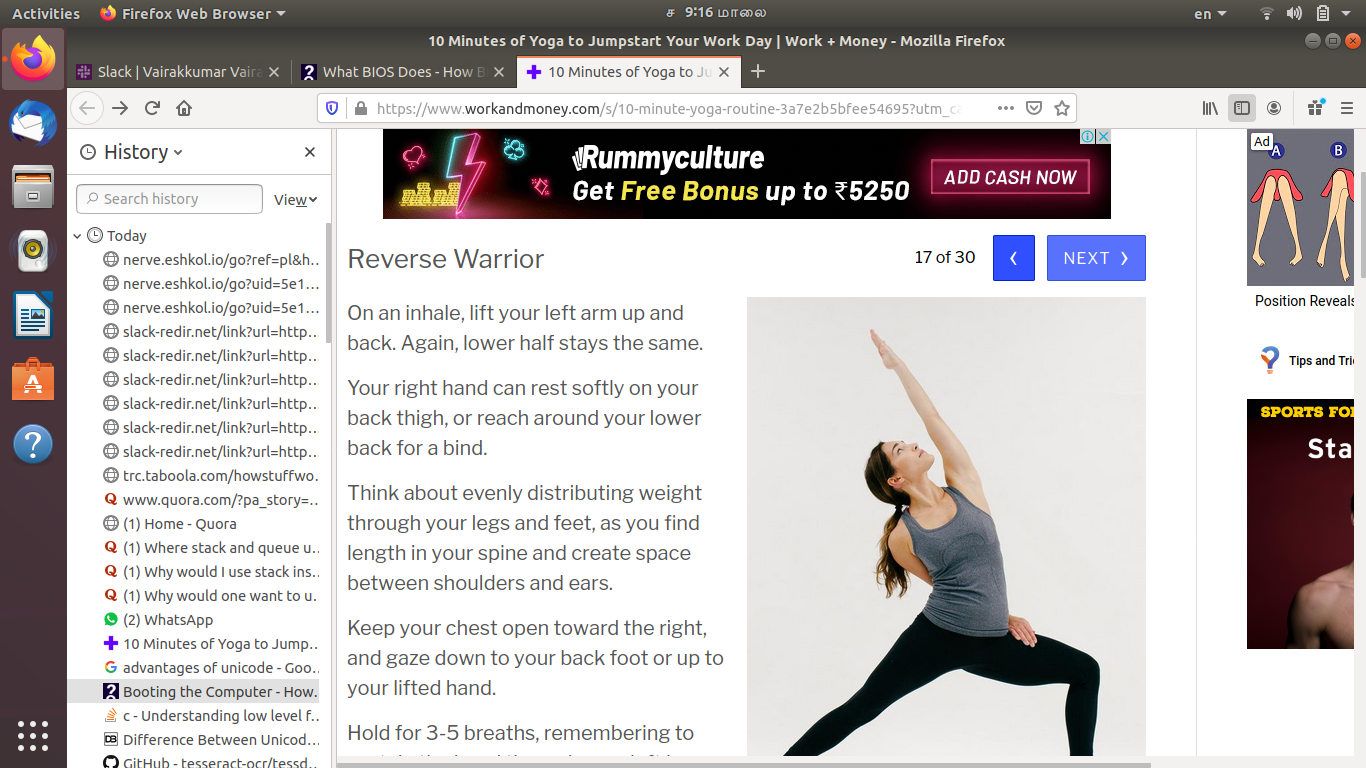 Activities
Firefox Web Browser
ச 9:16 மாலை
en
10 Minutes of Yoga to Jumpstart Your Work Day | Work + Money - Mozilla Firefox
Slack | Vairakkumar Vaira
What BIOS Does - How B
10 Minutes of Yoga to Ju
https://www.workandmoney.com/s/10-minute-yoga-routine-3a7e2b5bfee54695?utm_ca
History
Search history
View
Today
nerve.eshkol.io/go?ref=pl&h…
nerve.eshkol.io/go?uid=5e1…
nerve.eshkol.io/go?uid=5e1…
slack-redir.net/link?url=http…
slack-redir.net/link?url=http…
slack-redir.net/link?url=http…
slack-redir.net/link?url=http…
slack-redir.net/link?url=http…
slack-redir.net/link?url=http…
trc.taboola.com/howstuffwo…
www.quora.com/?pa_story=…
(1) Home - Quora
(1) Where stack and queue u…
(1) Why would I use stack ins…
(1) Why would one want to u…
(2) WhatsApp
10 Minutes of Yoga to Jump…
advantages of unicode - Goo…
Booting the Computer - How…
c - Understanding low level f…
Difference Between Unicod…
GitHub - tesseract-ocr/tessd…
Rummyculture
Get Free Bonus up to ₹5250
ADD CASH NOW
Reverse Warrior
17 of 30
NEXT
On an inhale, lift your left arm up and
back. Again, lower half stays the same.
Your right hand can rest softly on your
back thigh, or reach around your lower
back for a bind.
Think about evenly distributing weight
through your legs and feet, as you find
length in your spine and create space
between shoulders and ears.
Keep your chest open toward the right,
and gaze down to your back foot or up to
your lifted hand.
Hold for 3-5 breaths, remembering to
Ad
A
B
Position Reveals
Tips and Tri
SPORTS FO
Sta